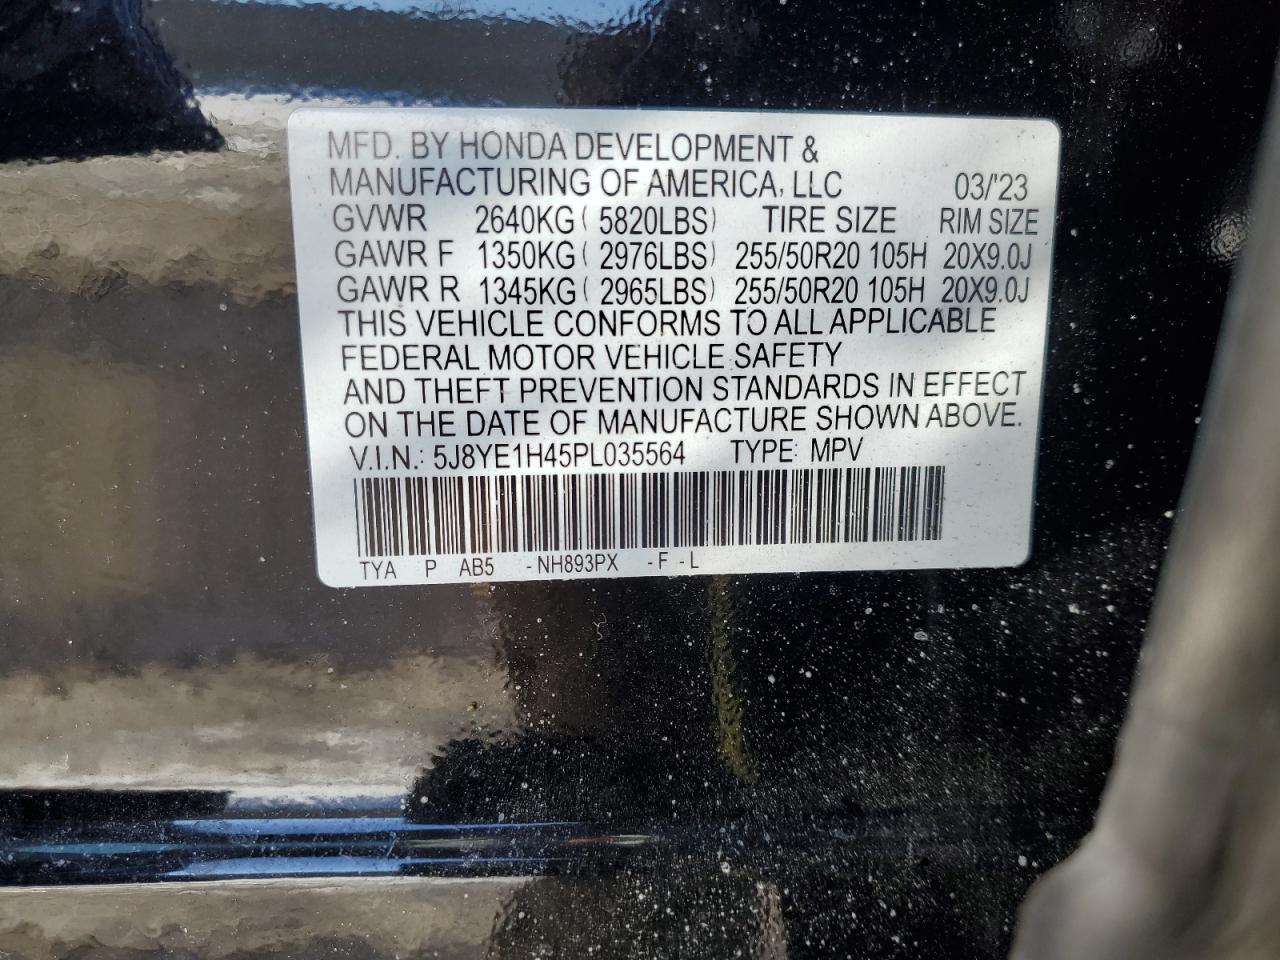 MFD. BY HONDA DEVELOPMENT &
MANUFACTURING OF AMERICA, LLC 03/'23
GVWR 2640KG ( 5820LBS) TIRE SIZE RIM SIZE
GAWR F 1350KG ( 2976LBS) 255/50R20 105H 20X9.0J
GAWR R 1345KG ( 2965LBS) 255/50R20 105H 20X9.0J
THIS VEHICLE CONFORMS TO ALL APPLICABLE
FEDERAL MOTOR VEHICLE SAFETY
AND THEFT PREVENTION STANDARDS IN EFFECT
ON THE DATE OF MANUFACTURE SHOWN ABOVE.
V.I.N.: 5J8YE1H45PL035564 TYPE: MPV
TYA P AB5 -NH893PX -F -L